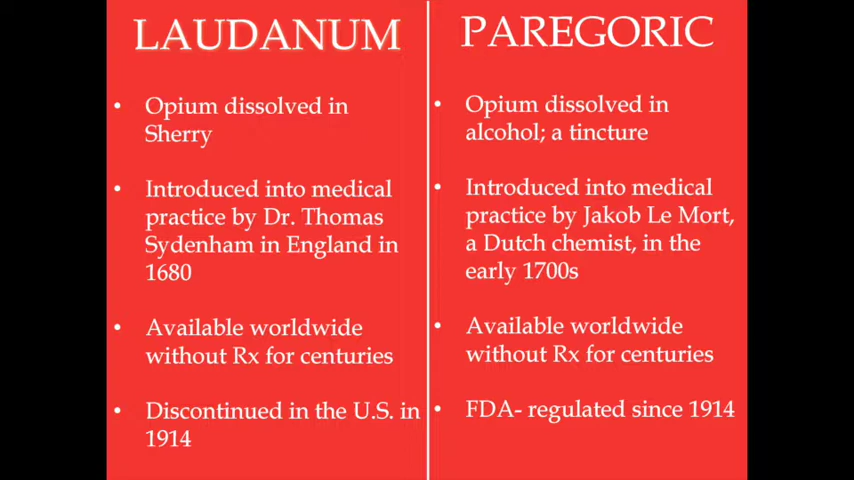 LAUDANUM
• Opium dissolved in
Sherry
• Introduced into medical
practice by Dr. Thomas
Sydenham in England in
1680
• Available worldwide
without Rx for centuries
• Discontinued in the U.S. in
1914
PAREGORIC
• Opium dissolved in
alcohol; a tincture
• Introduced into medical
practice by Jakob Le Mort,
a Dutch chemist, in the
early 1700s
• Available worldwide
without Rx for centuries
• FDA- regulated since 1914